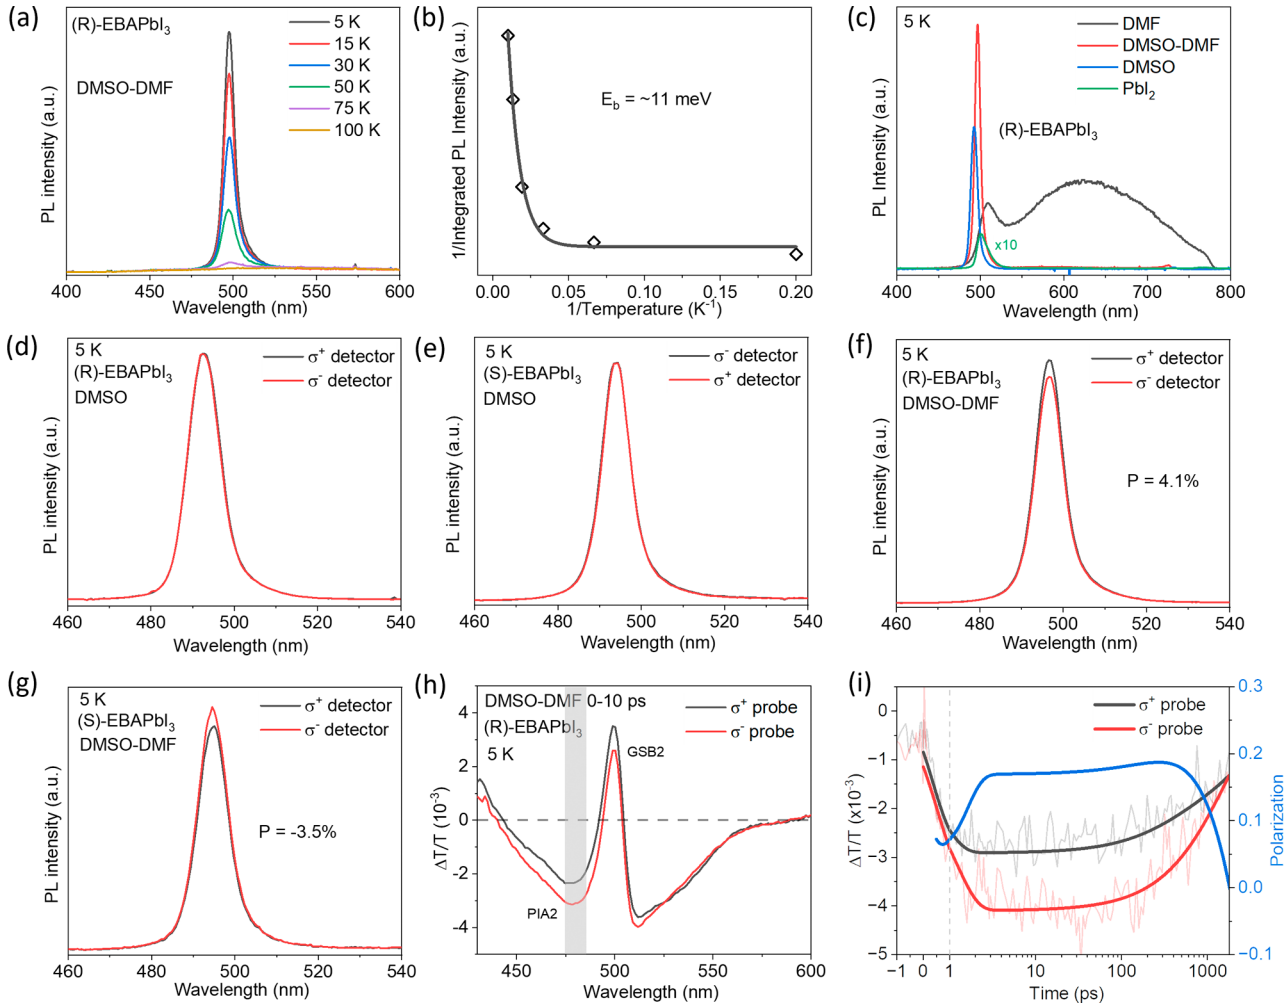 (a)
(R)-EBAPbI3
DMSO-DMF
5 K
15 K
30 K
50 K
75 K
100 K
PL intensity (a.u.)
400 450 500 550 600
Wavelength (nm)
(b)
Eb = ~11 meV
1/Integrated PL Intensity (a.u.)
0.00 0.05 0.10 0.15 0.20
1/Temperature (K-1)
(c)
5 K
DMF
DMSO-DMF
DMSO
PbI2
(R)-EBAPbI3
x10
PL Intensity (a.u.)
400 500 600 700 800
Wavelength (nm)
(d)
5 K
(R)-EBAPbI3
DMSO
σ+ detector
σ- detector
PL intensity (a.u.)
460 480 500 520 540
Wavelength (nm)
(e)
5 K
(S)-EBAPbI3
DMSO
σ- detector
σ+ detector
PL intensity (a.u.)
460 480 500 520 540
Wavelength (nm)
(f)
5 K
(R)-EBAPbI3
DMSO-DMF
σ+ detector
σ- detector
P = 4.1%
PL intensity (a.u.)
460 480 500 520 540
Wavelength (nm)
(g)
5 K
(S)-EBAPbI3
DMSO-DMF
σ+ detector
σ- detector
P = -3.5%
PL intensity (a.u.)
460 480 500 520 540
Wavelength (nm)
(h)
DMSO-DMF 0-10 ps
(R)-EBAPbI3
5 K
σ+ probe
σ- probe
GSB2
PIA2
ΔT/T (10-3)
4
2
0
-2
-4
450 500 550 600
Wavelength (nm)
(i)
σ+ probe
σ- probe
ΔT/T (x10-3)
0
−1
−2
−3
−4
−5
−1 0 1 10 100 1000
Time (ps)
0.3
0.2
0.1
0.0
−0.1
Polarization